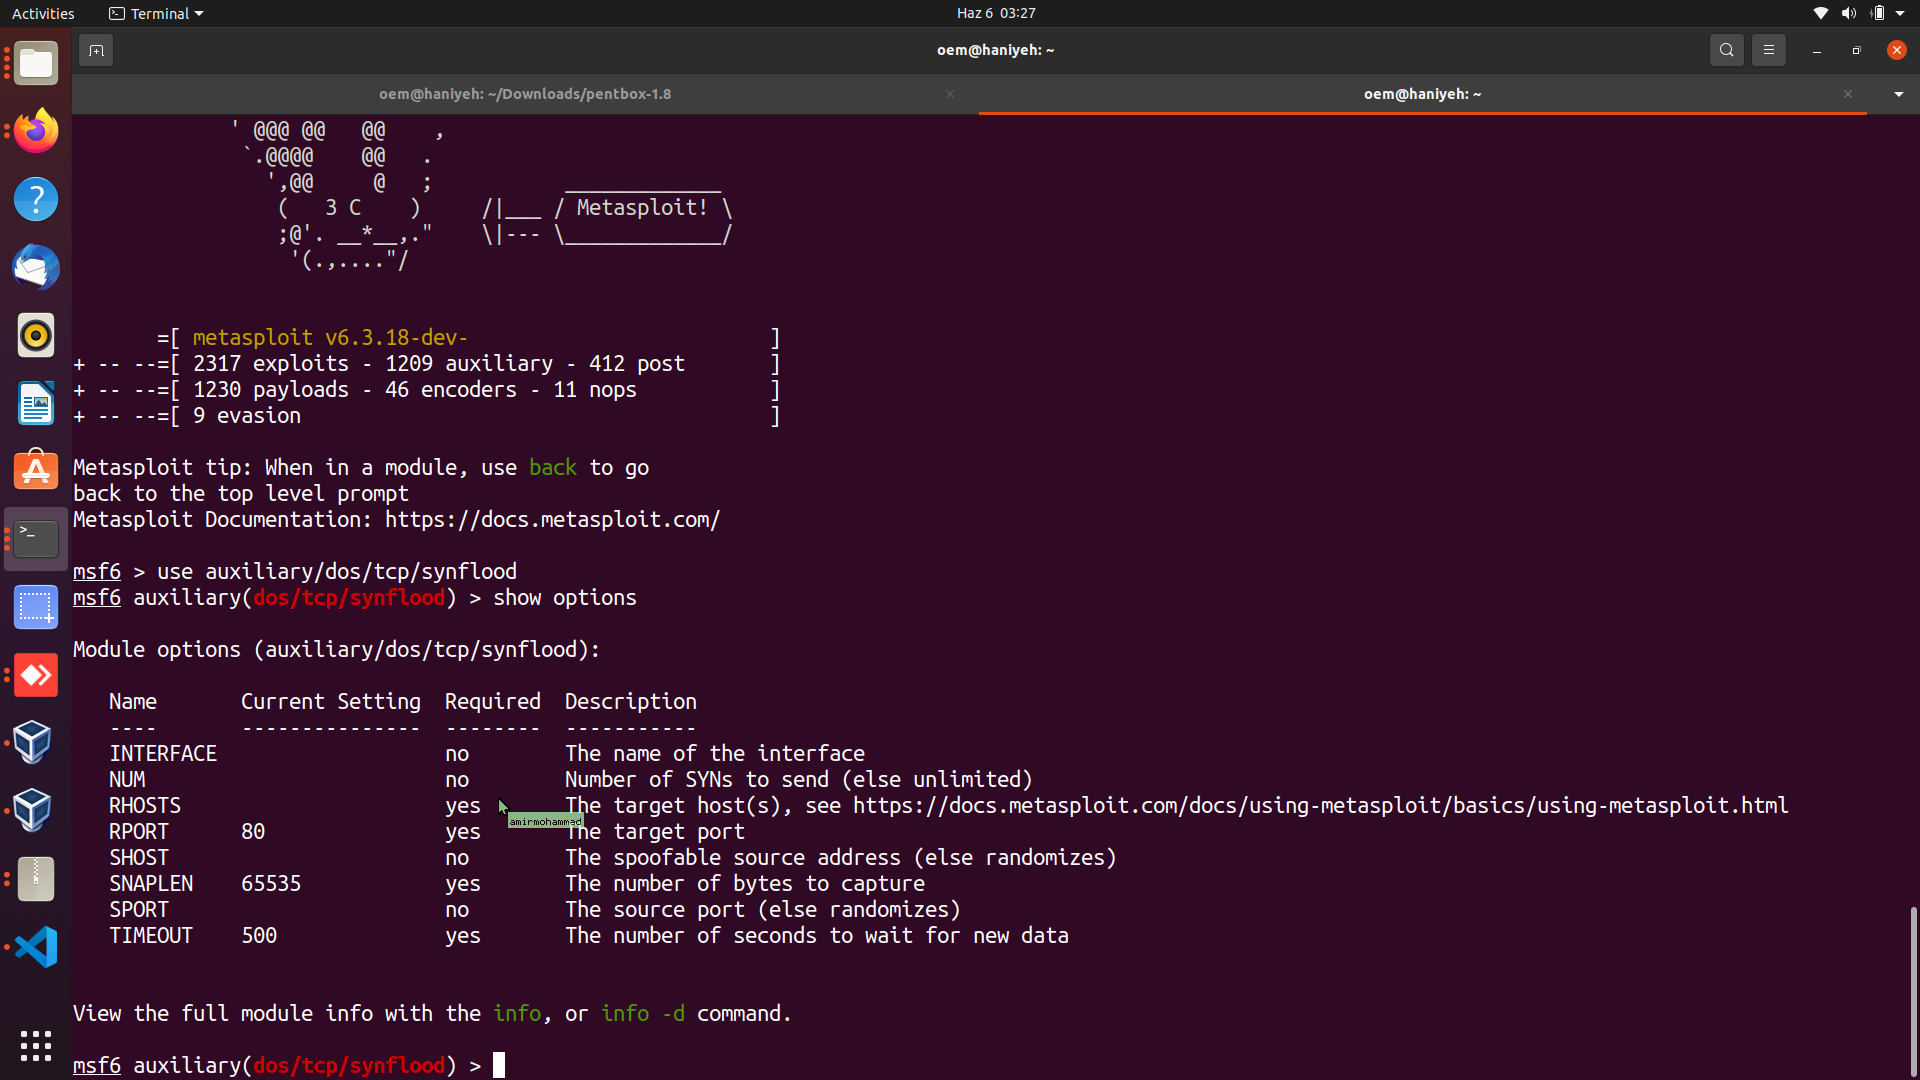 Activities
Terminal
Haz 6 03:27
oem@haniyeh: ~
oem@haniyeh: ~/Downloads/pentbox-1.8
oem@haniyeh: ~
' @@@ @@   @@    ,
`.@@@@    @@   .
',@@     @   ;           _____________
(   3 C    )     /|___ / Metasploit! \
;@'. __*__,."    \|--- \_____________/
'(.,...."/
=[ metasploit v6.3.18-dev-                         ]
+ -- --=[ 2317 exploits - 1209 auxiliary - 412 post       ]
+ -- --=[ 1230 payloads - 46 encoders - 11 nops           ]
+ -- --=[ 9 evasion                                       ]
Metasploit tip: When in a module, use back to go
back to the top level prompt
Metasploit Documentation: https://docs.metasploit.com/
msf6 > use auxiliary/dos/tcp/synflood
msf6 auxiliary(dos/tcp/synflood) > show options
Module options (auxiliary/dos/tcp/synflood):
Name       Current Setting  Required  Description
----       ---------------  --------  -----------
INTERFACE                   no        The name of the interface
NUM                         no        Number of SYNs to send (else unlimited)
RHOSTS                      yes       The target host(s), see https://docs.metasploit.com/docs/using-metasploit/basics/using-metasploit.html
amirmohammad
RPORT      80               yes       The target port
SHOST                       no        The spoofable source address (else randomizes)
SNAPLEN    65535            yes       The number of bytes to capture
SPORT                       no        The source port (else randomizes)
TIMEOUT    500              yes       The number of seconds to wait for new data
View the full module info with the info, or info -d command.
msf6 auxiliary(dos/tcp/synflood) >